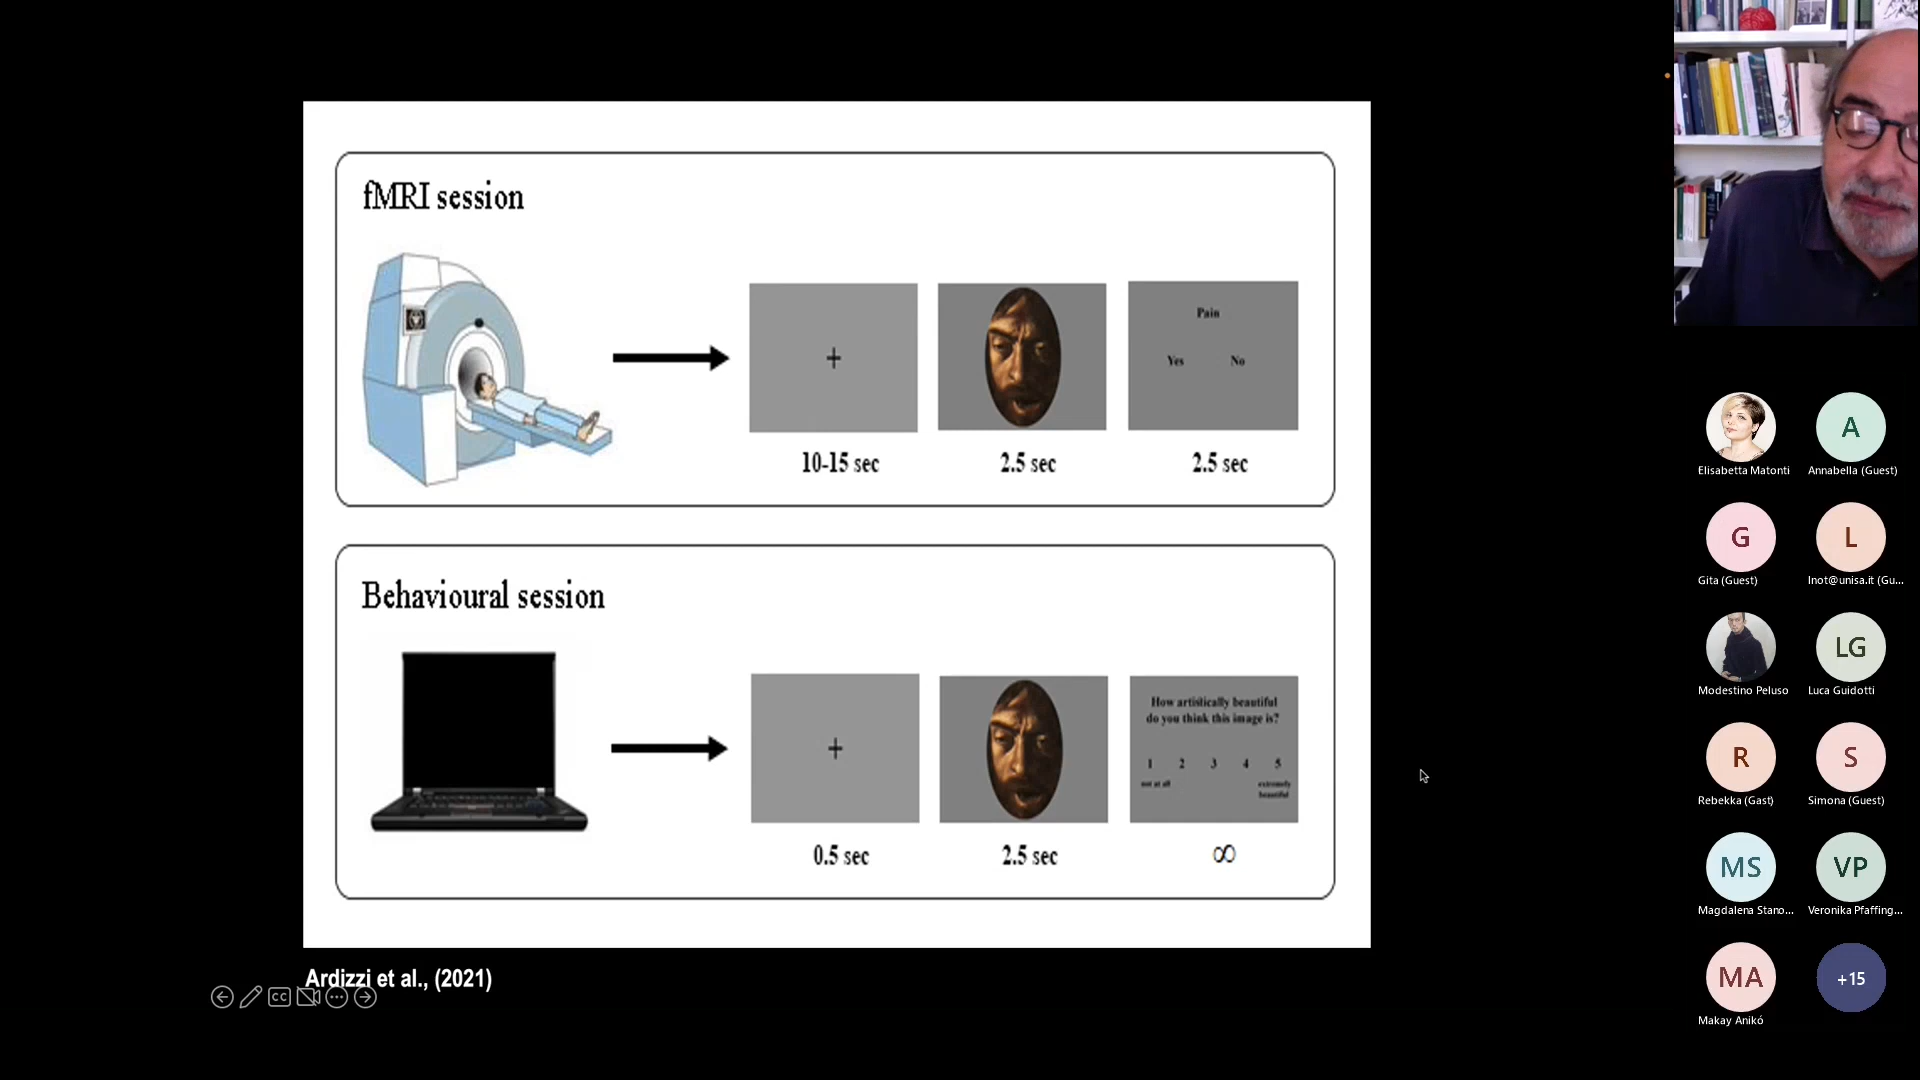 fMRI session
+
Pain
Yes No
10-15 sec
2.5 sec
2.5 sec
Behavioural session
+
How artistically beautiful
do you think this image is?
1 2 3 4 5
not at all
extremely
beautiful
0.5 sec
2.5 sec
∞
Ardizzi et al., (2021)
CC
Elisabetta Matonti
A
Annabella (Guest)
G
Gita (Guest)
L
lnot@unisa.it (Gu...
Modestino Peluso
LG
Luca Guidotti
R
Rebekka (Gast)
S
Simona (Guest)
MS
Magdalena Stano...
VP
Veronika Pfaffing...
MA
Makay Anikó
+15